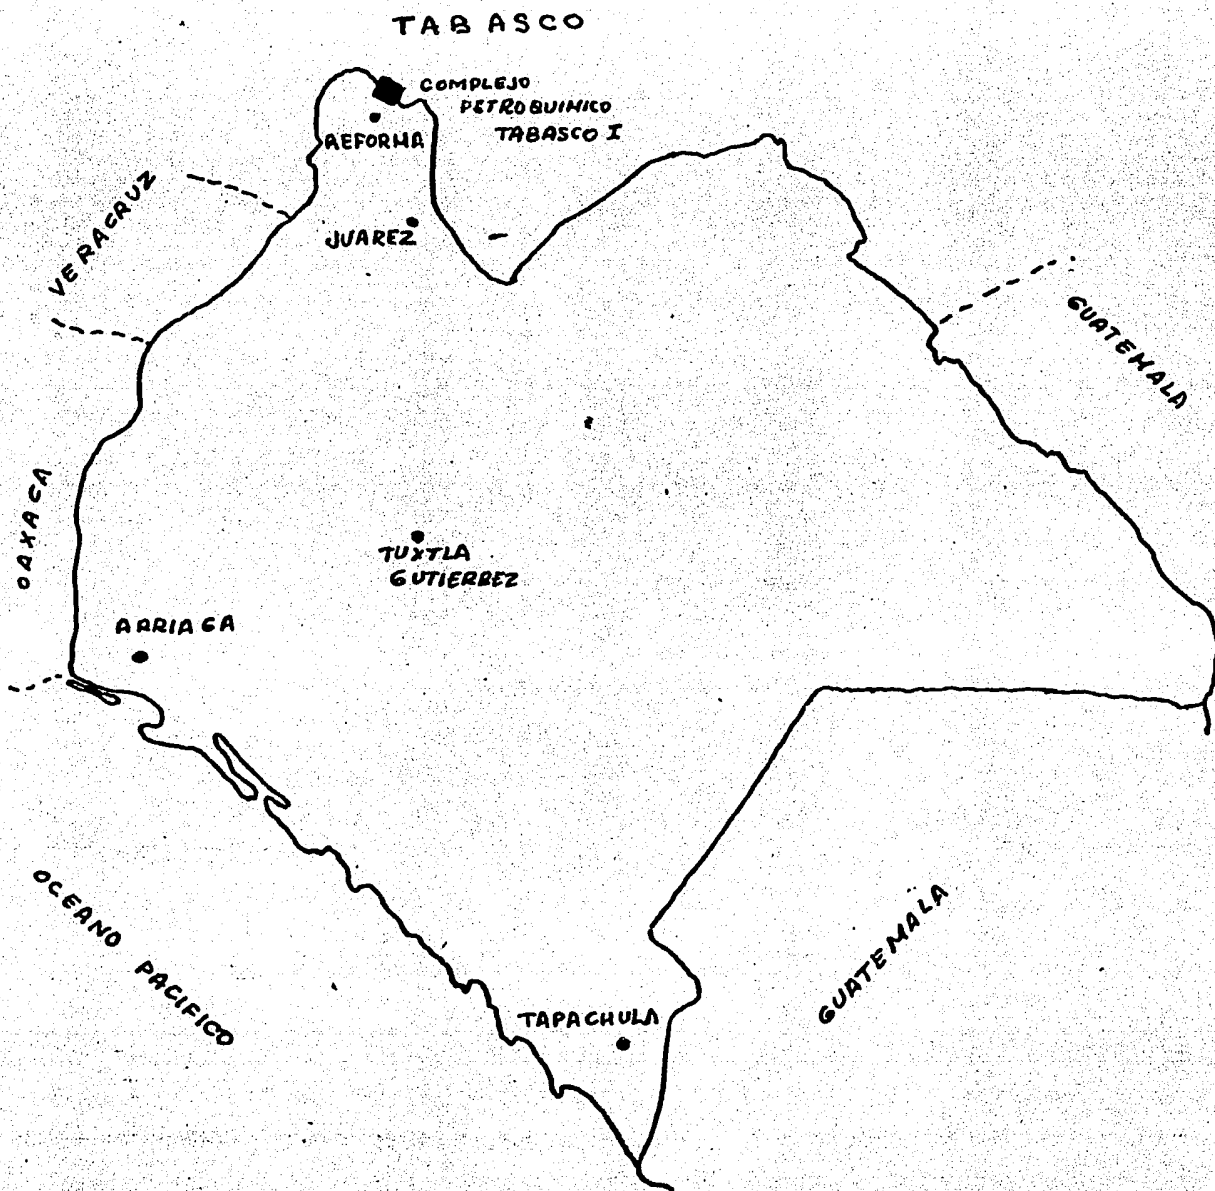 TABASCO
COMPLEJO
PETROQUIMICO
TABASCO I
REFORMA
VERACRUZ
JUAREZ
GUATEMALA
OAXACA
TUXTLA
GUTIERREZ
ARRIAGA
OCEANO PACIFICO
GUATEMALA
TAPACHULA